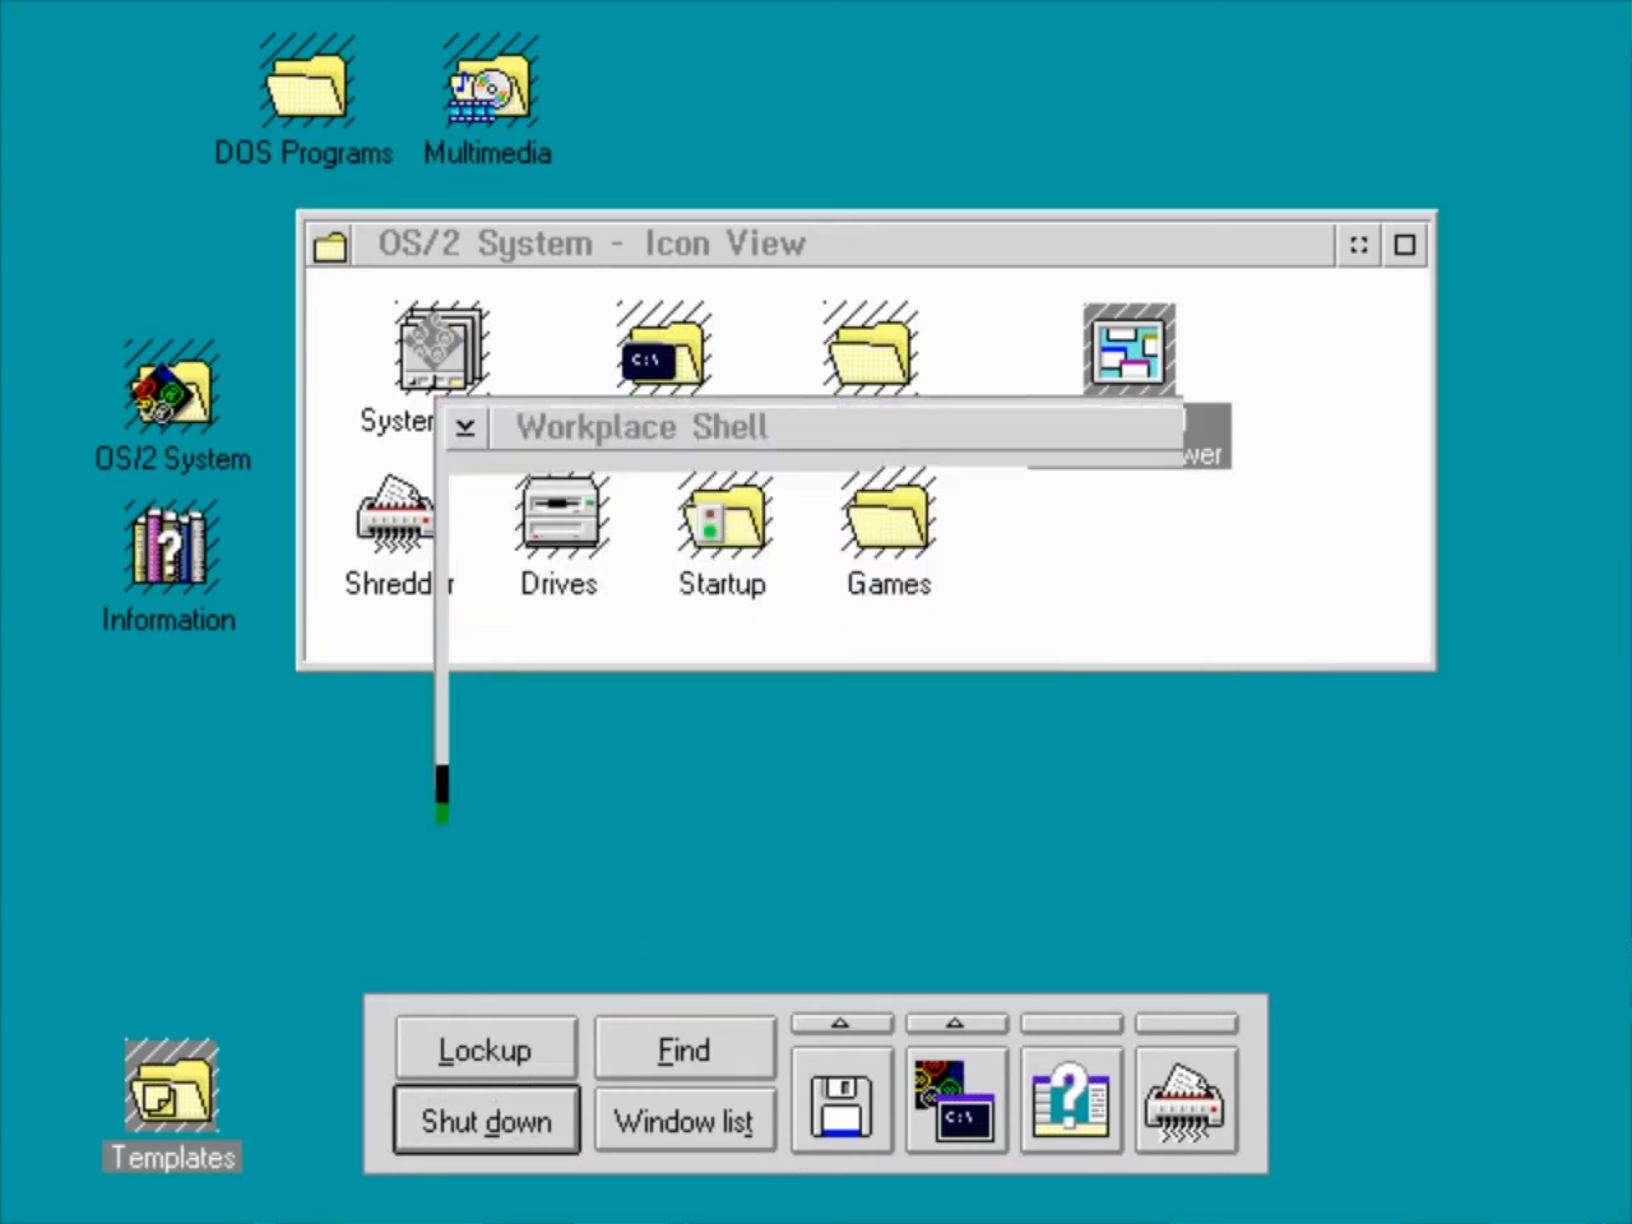 DOS Programs
Multimedia
OS/2 System - Icon View
C:\
Workplace Shell
OS/2 System
Drives
Startup
Games
Information
Lockup
Find
Shut down
Window list
C:\
Templates